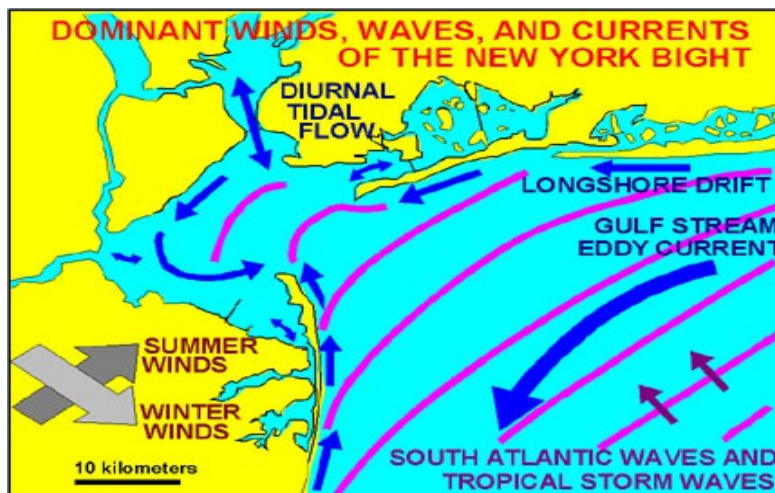 DOMINANT WINDS, WAVES, AND CURRENTS
OF THE NEW YORK BIGHT
DIURNAL
TIDAL
FLOW
LONGSHORE DRIFT
GULF STREAM
EDDY CURRENT
SUMMER
WINDS
WINTER
WINDS
10 kilometers
SOUTH ATLANTIC WAVES AND
TROPICAL STORM WAVES